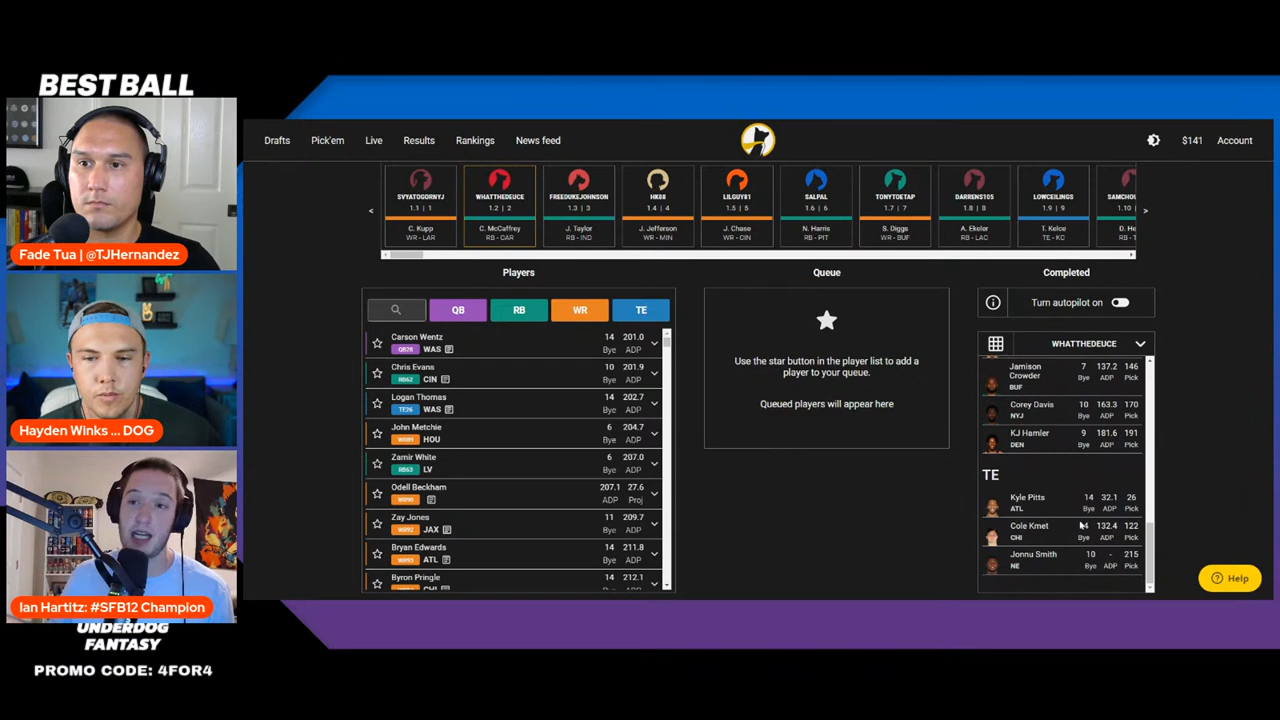 BEST BALL
Fade Tua | @TJHernandez
Hayden Winks ... DOG
Ian Hartitz: #SFB12 Champion
UNDERDOG
FANTASY
PROMO CODE: 4FOR4
Drafts Pick'em Live Results Rankings News feed
$141 Account
< SVYATOGORNYJ 1.1 | 1 C. Kupp WR - LAR
WHATTHEDEUCE 1.2 | 2 C. McCaffrey RB - CAR
FREEDUKEJOHNSON 1.3 | 3 J. Taylor RB - IND
HK88 1.4 | 4 J. Jefferson WR - MIN
LILGUY81 1.5 | 5 J. Chase WR - CIN
SALPAL 1.6 | 6 N. Harris RB - PIT
TONYTOETAP 1.7 | 7 S. Diggs WR - BUF
DARRENS105 1.8 | 8 A. Ekeler RB - LAC
LOWCEILINGS 1.9 | 9 T. Kelce TE - KC
SAMCHOU 1.10 | D. He RB - T >
Players Queue Completed
QB RB WR TE
Carson Wentz 14 201.0
QB28 WAS Bye ADP
Chris Evans 10 201.9
RB62 CIN Bye ADP
Logan Thomas 14 202.7
TE26 WAS Bye ADP
John Metchie 6 204.7
WR89 HOU Bye ADP
Zamir White 6 207.0
RB63 LV Bye ADP
Odell Beckham 207.1 27.6
WR90 ADP Proj
Zay Jones 11 209.7
WR92 JAX Bye ADP
Bryan Edwards 14 211.8
WR93 ATL Bye ADP
Byron Pringle 14 212.1
Use the star button in the player list to add a
player to your queue.
Queued players will appear here
Turn autopilot on
WHATTHEDEUCE
Jamison 7 137.2 146
Crowder Bye ADP Pick
BUF
Corey Davis 10 163.3 170
NYJ Bye ADP Pick
KJ Hamler 9 181.6 191
DEN Bye ADP Pick
TE
Kyle Pitts 14 32.1 26
ATL Bye ADP Pick
Cole Kmet 132.4 122
CHI Bye ADP Pick
Jonnu Smith 10 - 215
NE Bye ADP Pick
Help